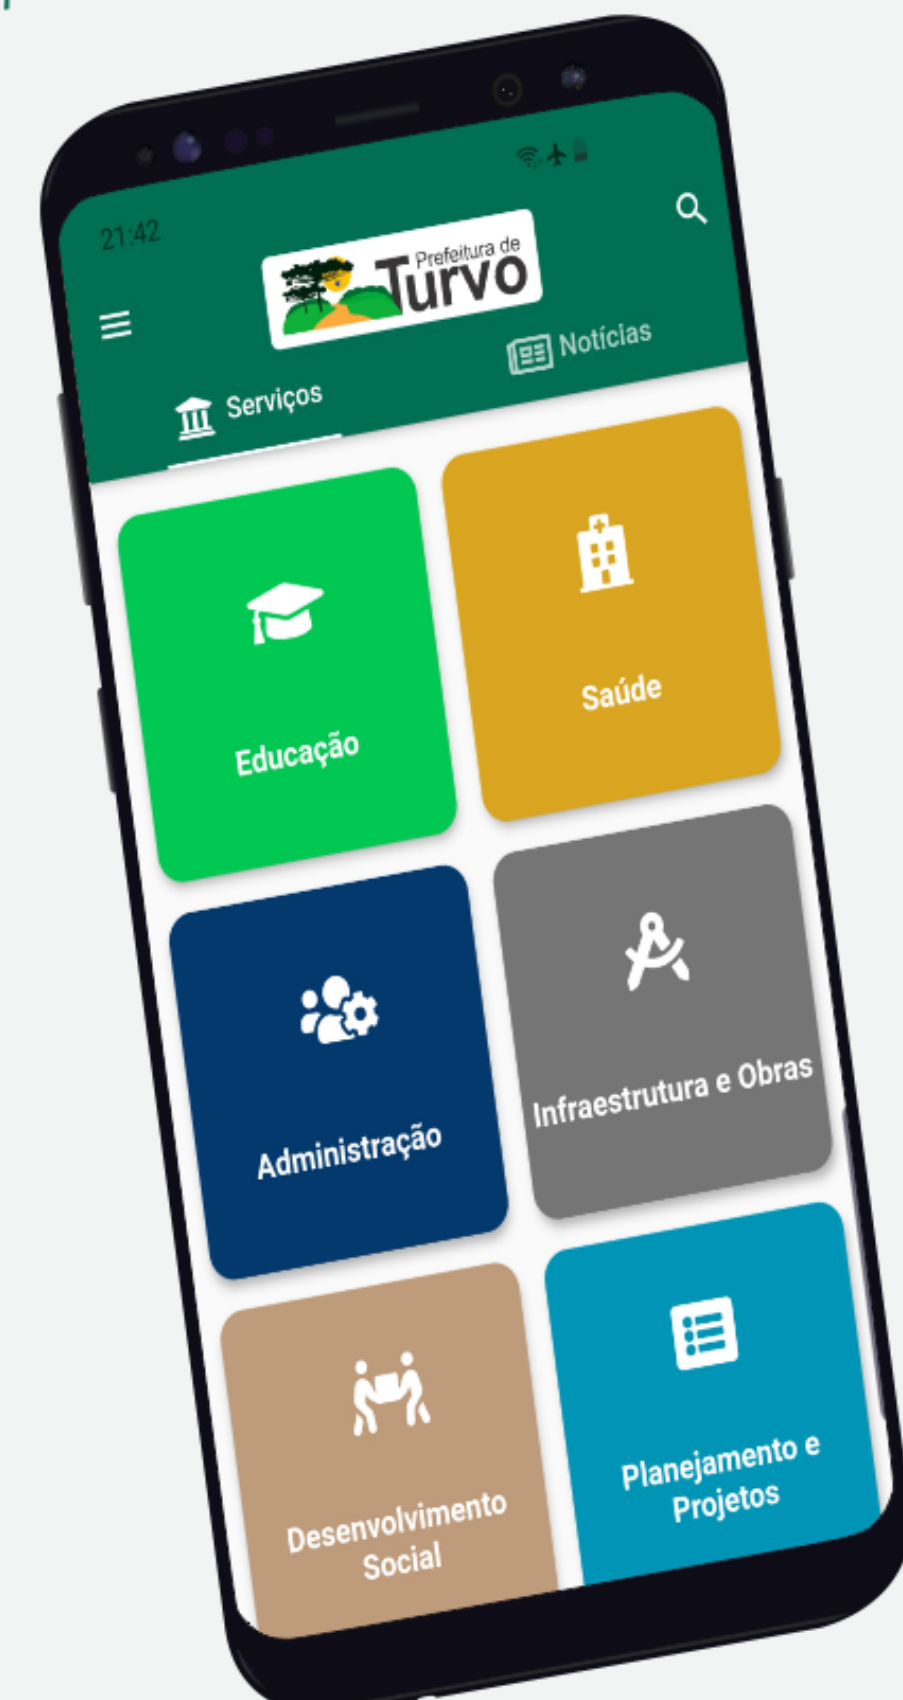 21:42
Prefeitura de
Turvo
Serviços
Notícias
Educação
Saúde
Administração
Infraestrutura e Obras
Desenvolvimento
Social
Planejamento e
Projetos